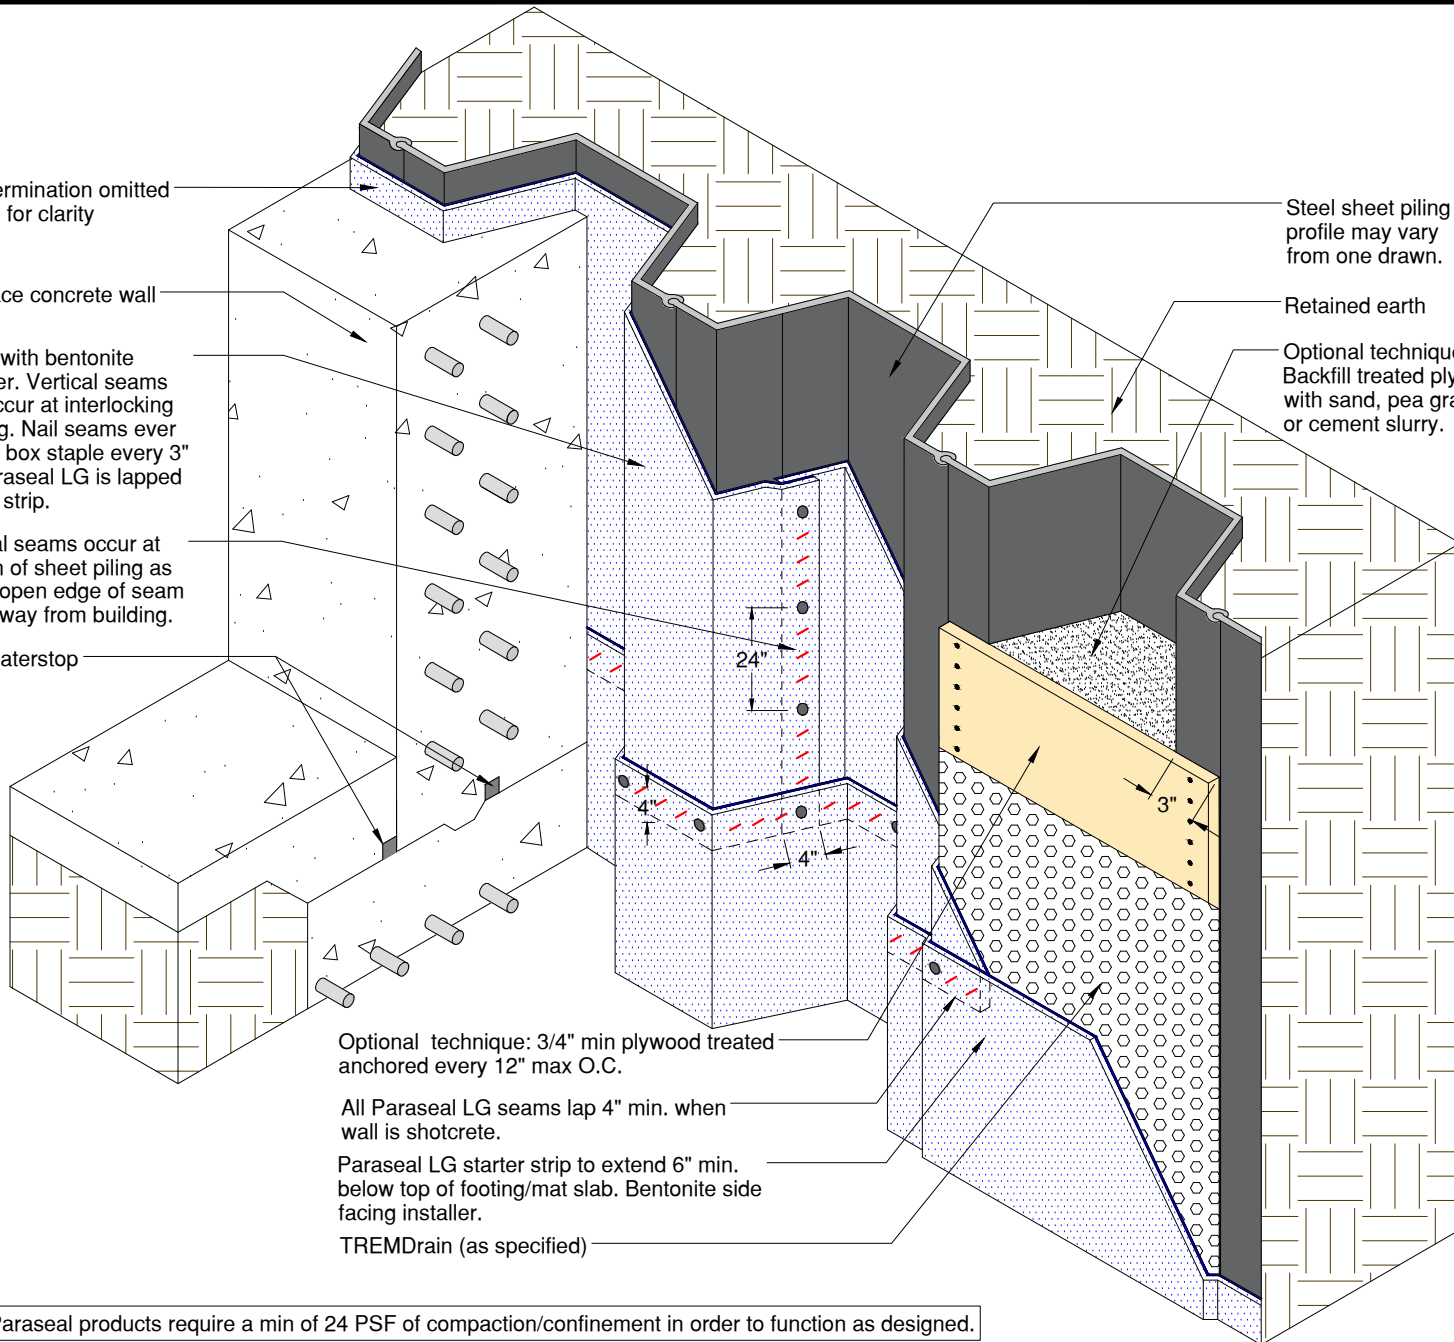 ermination omitted
for clarity
ace concrete wall
with bentonite
er. Vertical seams
ccur at interlocking
g. Nail seams ever
box staple every 3"
raseal LG is lapped
strip.
al seams occur at
n of sheet piling as
open edge of seam
way from building.
aterstop
Steel sheet piling
profile may vary
from one drawn.
Retained earth
Optional technique
Backfill treated ply
with sand, pea gra
or cement slurry.
24"
4"
4"
3"
Optional technique: 3/4" min plywood treated
anchored every 12" max O.C.
All Paraseal LG seams lap 4" min. when
wall is shotcrete.
Paraseal LG starter strip to extend 6" min.
below top of footing/mat slab. Bentonite side
facing installer.
TREMDrain (as specified)
Paraseal products require a min of 24 PSF of compaction/confinement in order to function as designed.